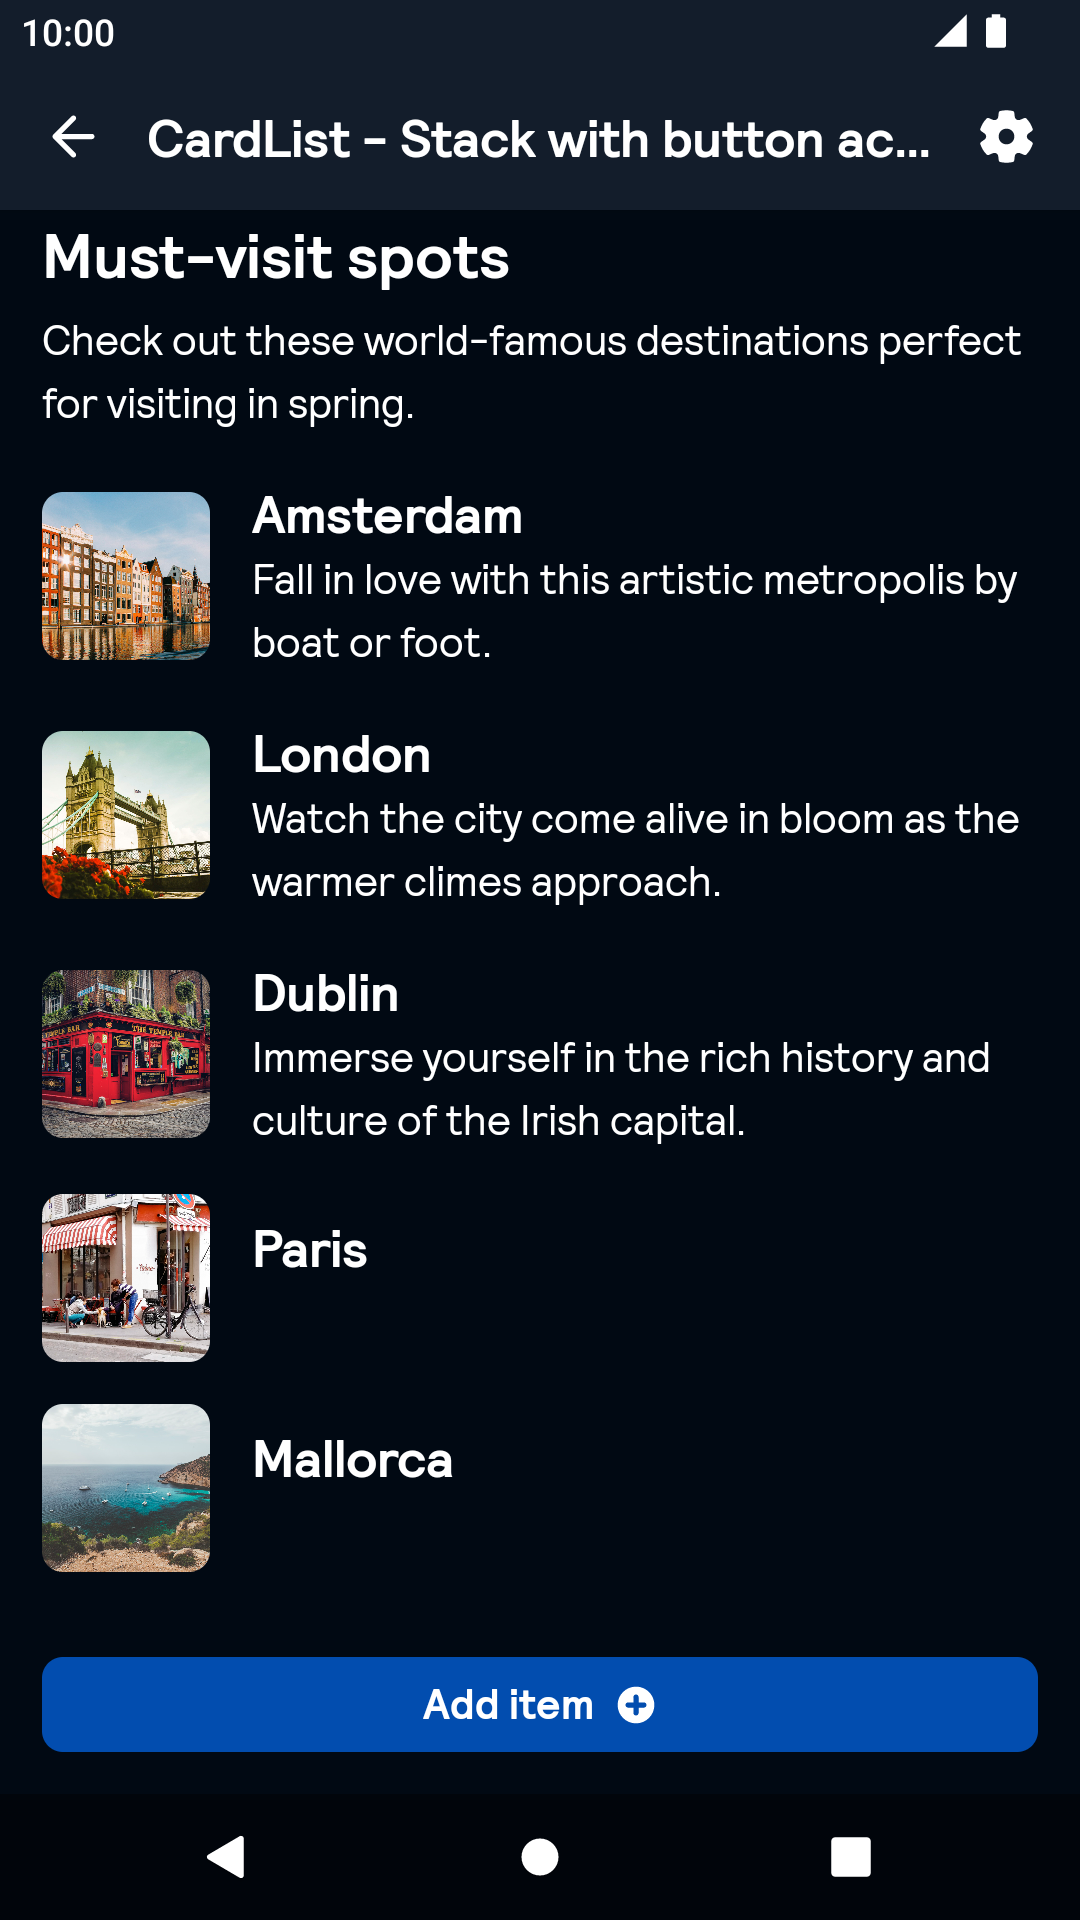 10:00
CardList - Stack with button ac...
Must-visit spots
Check out these world-famous destinations perfect
for visiting in spring.
Amsterdam
Fall in love with this artistic metropolis by
boat or foot.
London
Watch the city come alive in bloom as the
warmer climes approach.
Dublin
Immerse yourself in the rich history and
culture of the Irish capital.
THE TEMPLE BAR
Paris
Mallorca
Add item